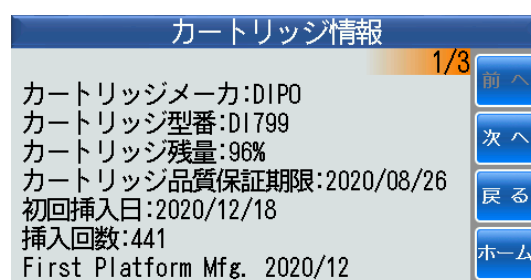 カートリッジ情報
1/3
カートリッジメーカ:DIPO
カートリッジ型番:DI799
カートリッジ残量:96%
カートリッジ品質保証期限:2020/08/26
初回挿入日:2020/12/18
挿入回数:441
First Platform Mfg. 2020/12
前 へ
次 へ
戻 る
ホーム